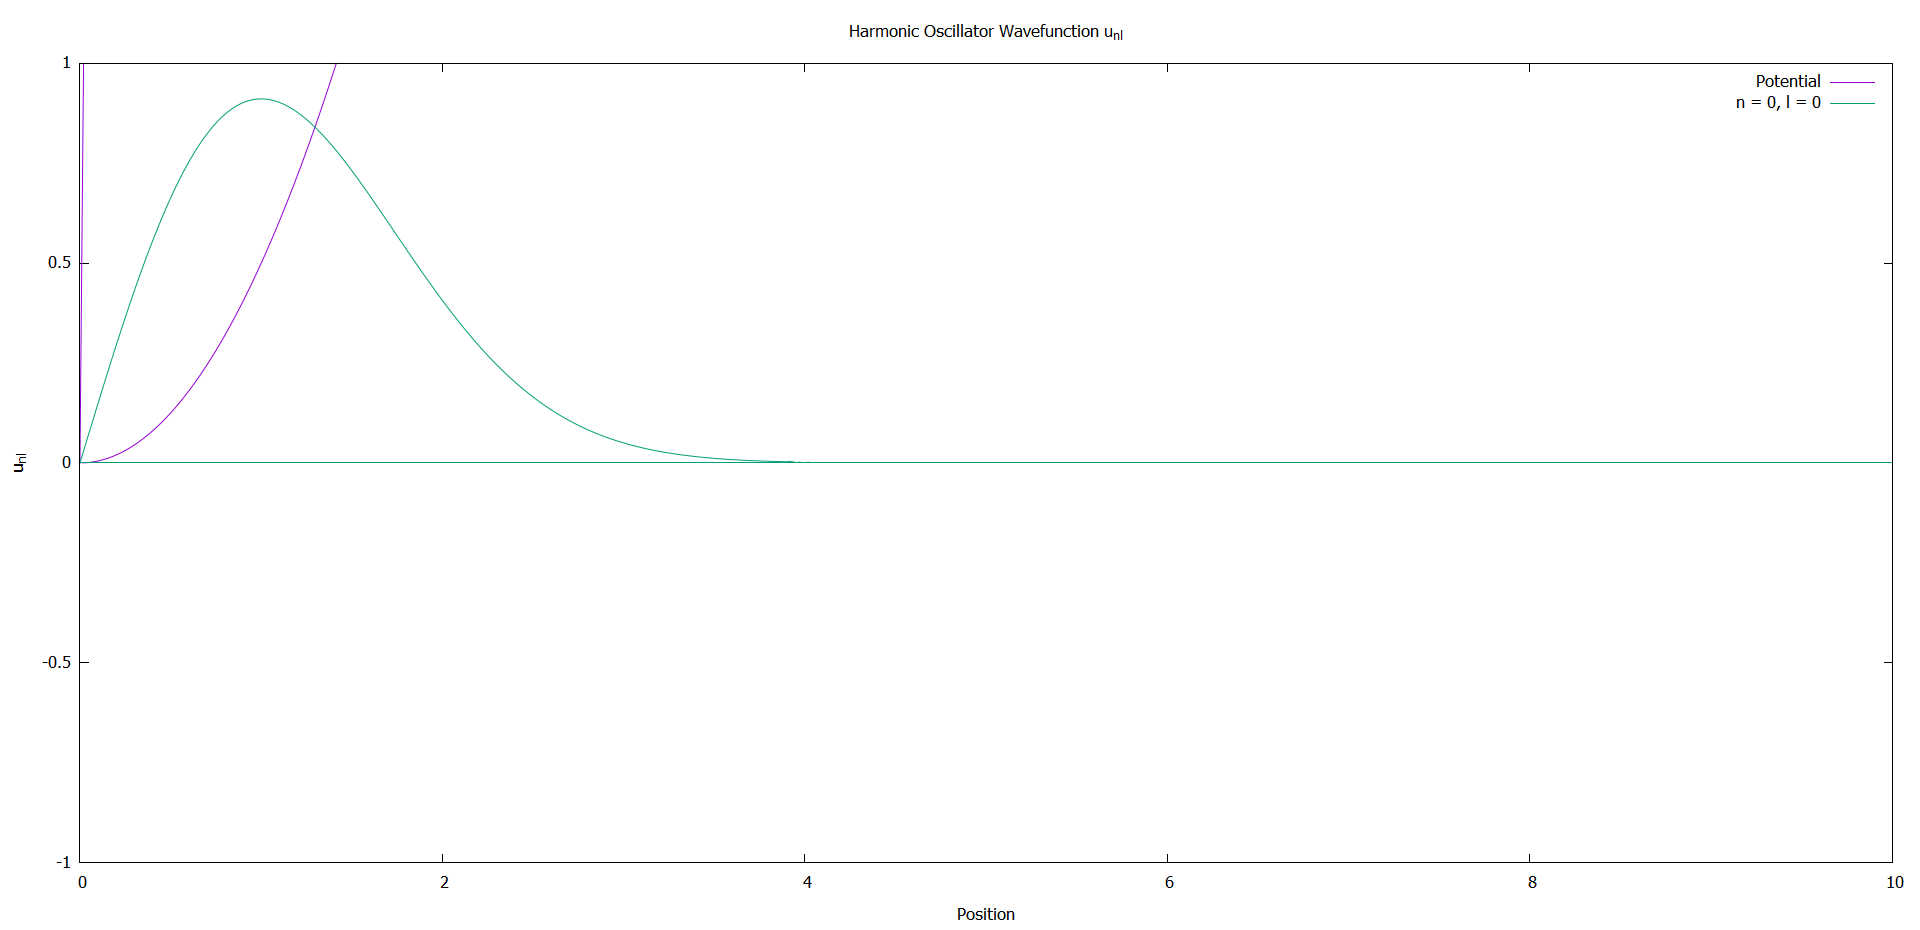 Harmonic Oscillator Wavefunction uₙₗ
Potential
n = 0, l = 0
1
0.5
0
-0.5
-1
uₙₗ
0 2 4 6 8 10
Position